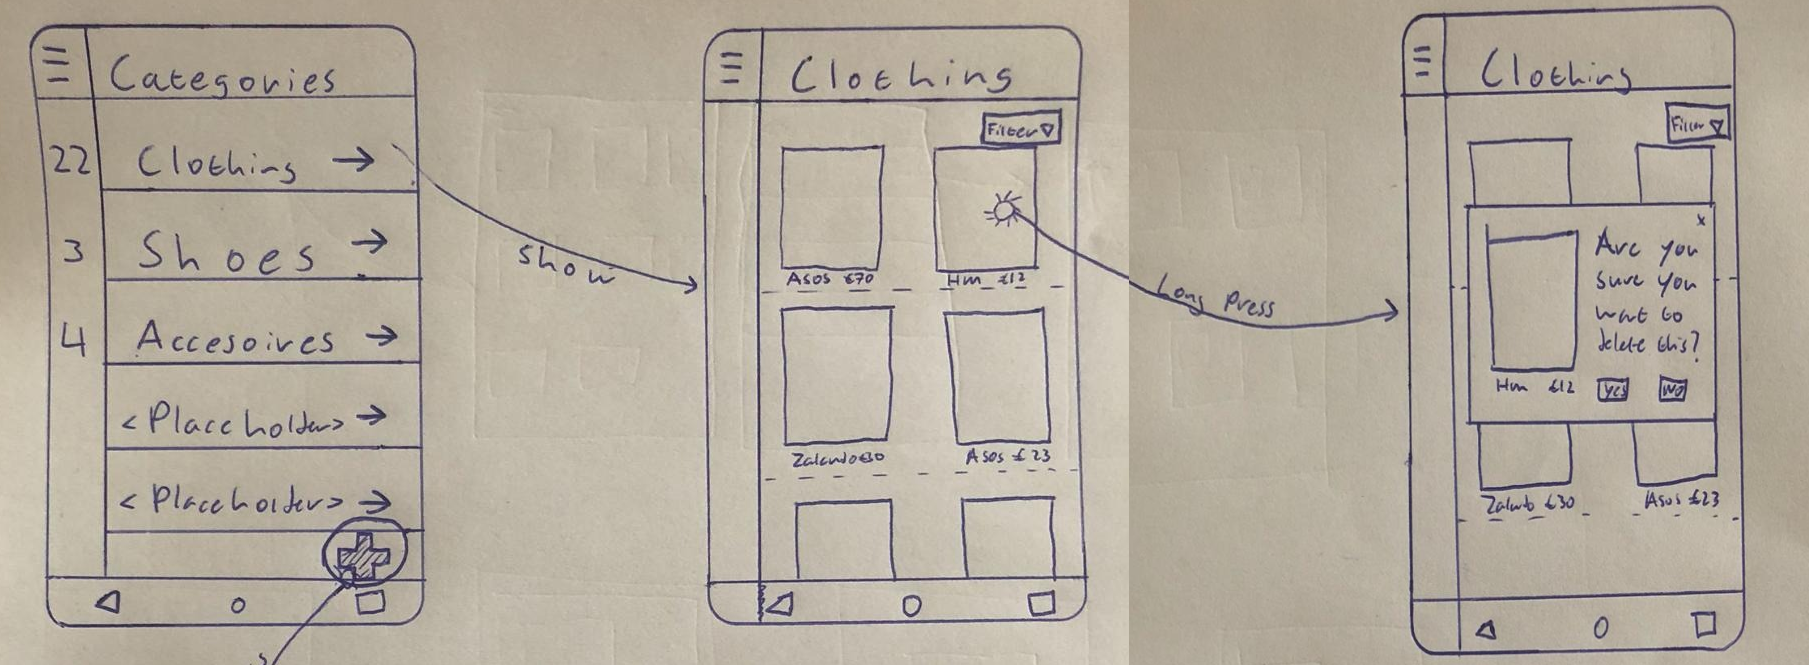 Categories
22 Clothing →
3 Shoes →
4 Accesoires →
<Placeholder> →
<Placeholder> →
Show
Clothing
Filter ▽
Asos £70
Hm £12
Zalando £30
Asos £23
Long Press
Clothing
Filter ▽
x
Are you
sure you
want to
delete this?
Hm £12
Yes
No
Zalando £30
Asos £23